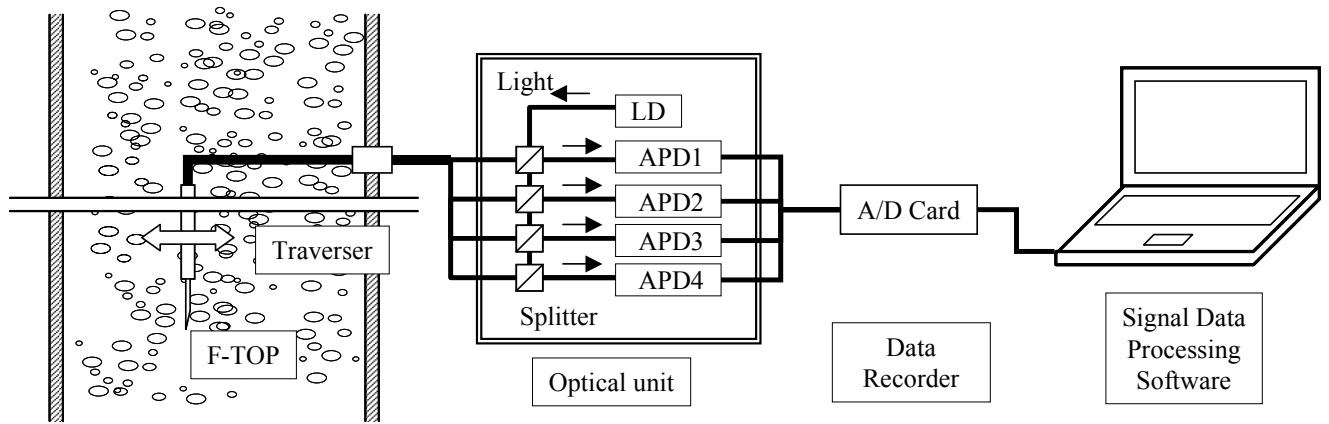 Light
LD
APD1
APD2
APD3
APD4
Splitter
Traverser
F-TOP
A/D Card
Optical unit
Data
Recorder
Signal Data
Processing
Software